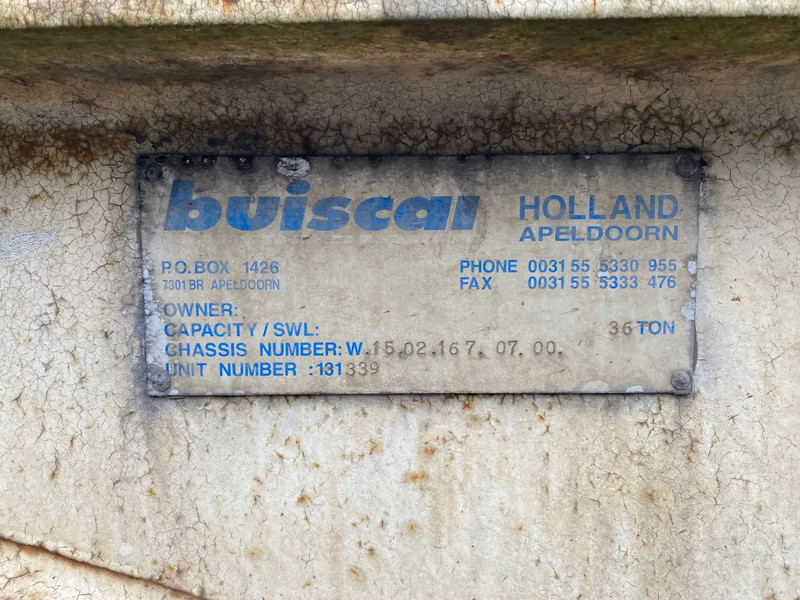 buiscar
HOLLAND
APELDOORN
P.O. BOX 1426
7301 BR APELDOORN
PHONE 0031 55 5330 955
FAX 0031 55 5333 476
OWNER:
CAPACITY / SWL: 36 TON
CHASSIS NUMBER: W.15.02.167.07.00.
UNIT NUMBER :131339